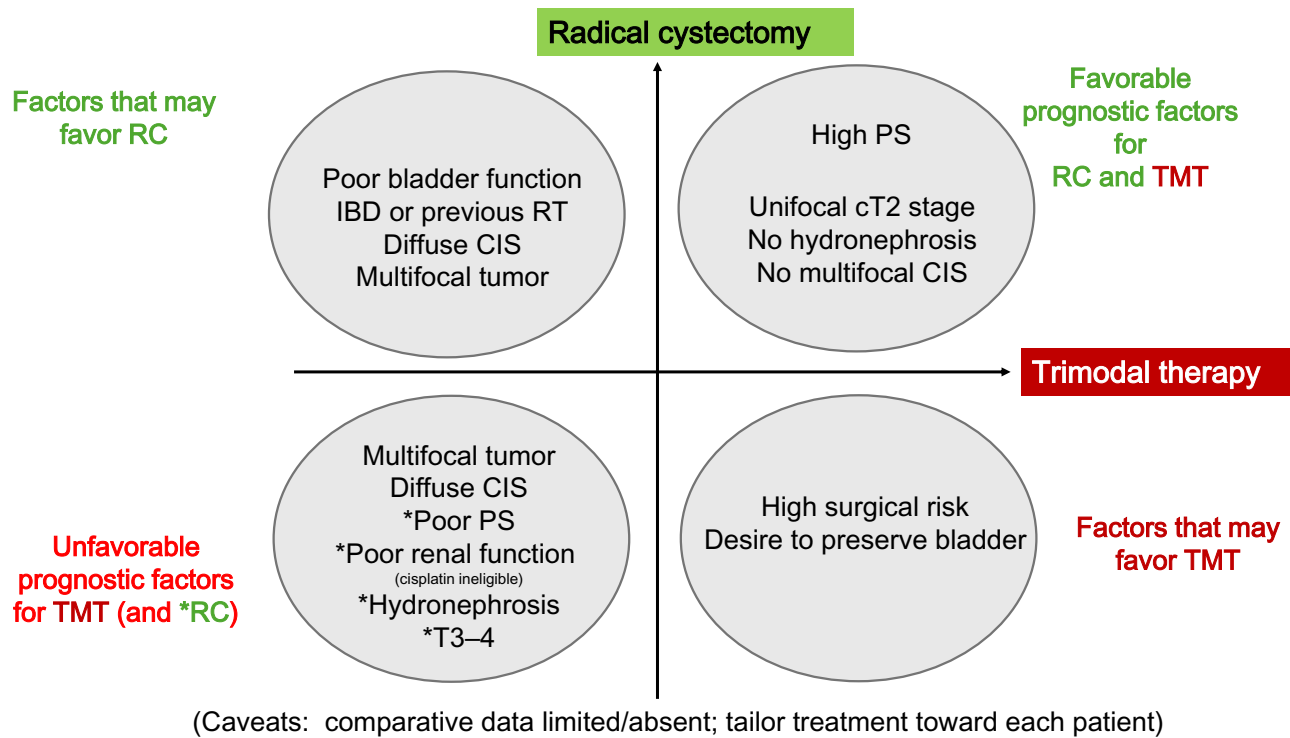 Radical cystectomy
Factors that may
favor RC
Poor bladder function
IBD or previous RT
Diffuse CIS
Multifocal tumor
High PS
Unifocal cT2 stage
No hydronephrosis
No multifocal CIS
Favorable
prognostic factors
for
RC and TMT
Trimodal therapy
Unfavorable
prognostic factors
for TMT (and *RC)
Multifocal tumor
Diffuse CIS
*Poor PS
*Poor renal function
(cisplatin ineligible)
*Hydronephrosis
*T3–4
High surgical risk
Desire to preserve bladder
Factors that may
favor TMT
(Caveats: comparative data limited/absent; tailor treatment toward each patient)